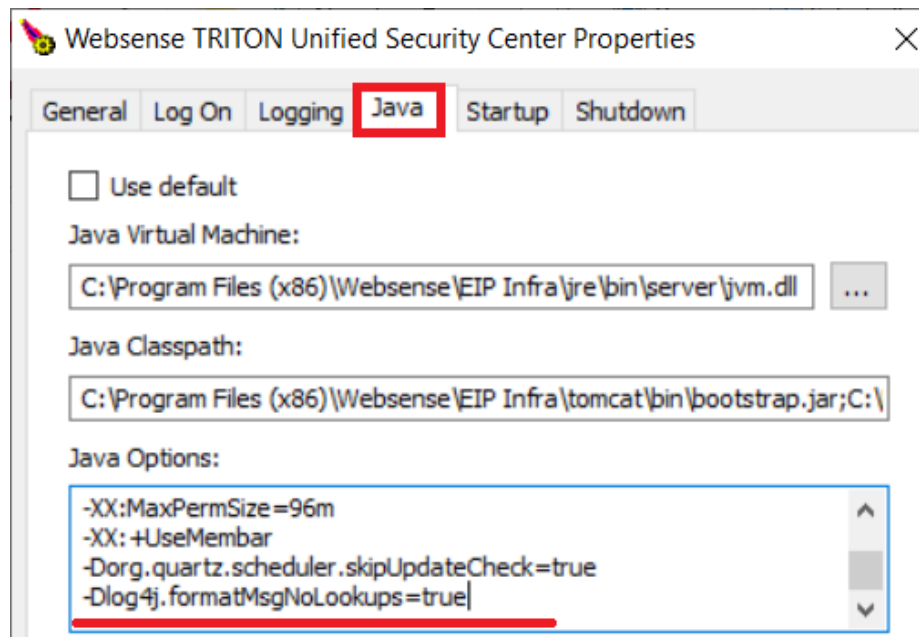 Websense TRITON Unified Security Center Properties
General Log On Logging Java Startup Shutdown
Use default
Java Virtual Machine:
C:\Program Files (x86)\Websense\EIP Infra\jre\bin\server\jvm.dll ...
Java Classpath:
C:\Program Files (x86)\Websense\EIP Infra\tomcat\bin\bootstrap.jar;C:\
Java Options:
-XX:MaxPermSize=96m
-XX:+UseMembar
-Dorg.quartz.scheduler.skipUpdateCheck=true
-Dlog4j.formatMsgNoLookups=true